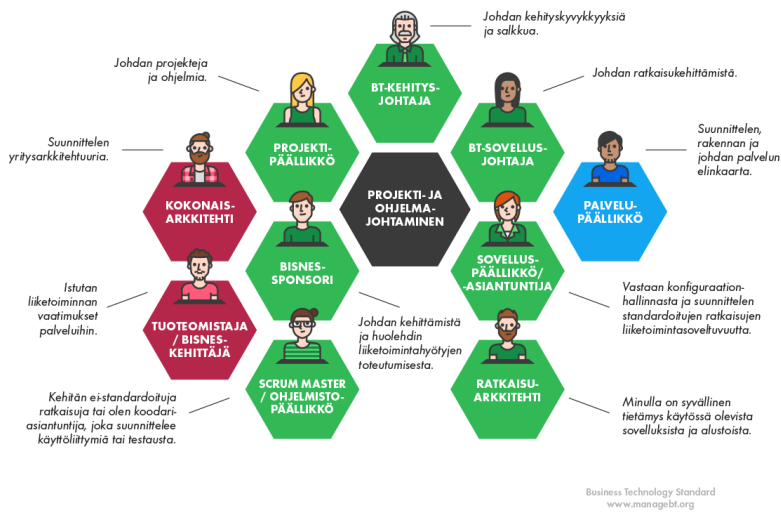 Johdan kehityskyvykkyyksiä
ja salkkua.
BT-KEHITYS-
JOHTAJA
Johdan projekteja
ja ohjelmia.
PROJEKTI-
PÄÄLLIKKÖ
Johdan ratkaisukehittämistä.
BT-SOVELLUS-
JOHTAJA
Suunnittelen
yritysarkkitehtuuria.
KOKONAIS-
ARKKITEHTI
PROJEKTI- JA
OHJELMA-
JOHTAMINEN
Suunnittelen,
rakennan ja
johdan palvelun
elinkaarta.
PALVELU-
PÄÄLLIKKÖ
BISNES-
SPONSORI
SOVELLUS-
PÄÄLLIKKÖ/
-ASIANTUNTIJA
Istutan
liiketoiminnan
vaatimukset
palveluihin.
TUOTEOMISTAJA
/ BISNES-
KEHITTÄJÄ
Johdan kehittämistä
ja huolehdin
liiketoimintahyötyjen
toteutumisesta.
Vastaan konfiguraation-
hallinnasta ja suunnittelen
standardoitujen ratkaisujen
liiketoimintasoveltuvuutta.
Kehitän ei-standardoituja
ratkaisuja tai olen koodari-
asiantuntija, joka suunnittelee
käyttöliittymiä tai testausta.
SCRUM MASTER
/ OHJELMISTO-
PÄÄLLIKKÖ
RATKAISU-
ARKKITEHTI
Minulla on syvällinen
tietämys käytössä olevista
sovelluksista ja alustoista.
Business Technology Standard
www.managebt.org